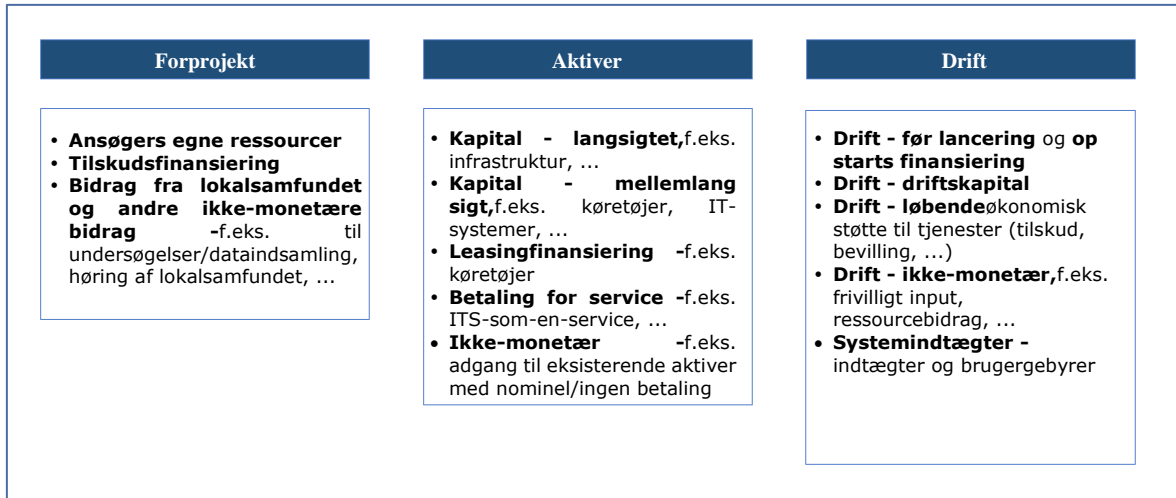 Forprojekt
• Ansøgers egne ressourcer
• Tilskudsfinansiering
• Bidrag fra lokalsamfundet
og andre ikke-monetære
bidrag -f.eks. til
undersøgelser/dataindsamling,
høring af lokalsamfundet, ...
Aktiver
• Kapital - langsigtet,f.eks.
infrastruktur, ...
• Kapital - mellemlang
sigt,f.eks. køretøjer, IT-
systemer, ...
• Leasingfinansiering -f.eks.
køretøjer
• Betaling for service -f.eks.
ITS-som-en-service, ...
• Ikke-monetær -f.eks.
adgang til eksisterende aktiver
med nominel/ingen betaling
Drift
• Drift - før lancering og op
starts finansiering
• Drift - driftskapital
• Drift - løbendeøkonomisk
støtte til tjenester (tilskud,
bevilling, ...)
• Drift - ikke-monetær,f.eks.
frivilligt input,
ressourcebidrag, ...
• Systemindtægter -
indtægter og brugergebyrer